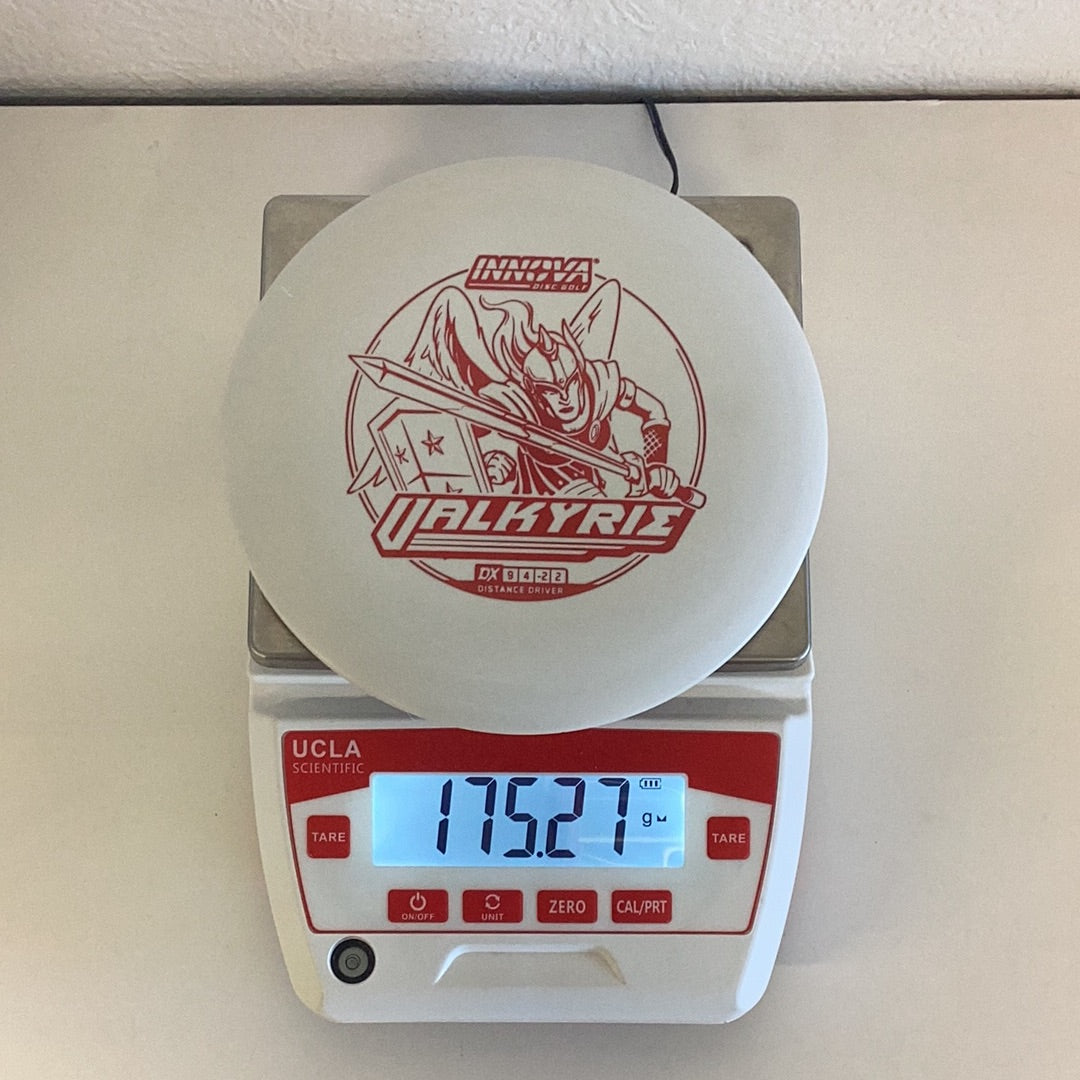 INNOVA®
DISC GOLF
VALKYRIE
DX 9 4 -2 2
DISTANCE DRIVER
UCLA
SCIENTIFIC
175.27 g
TARE
TARE
ON/OFF
UNIT
ZERO
CAL/PRT